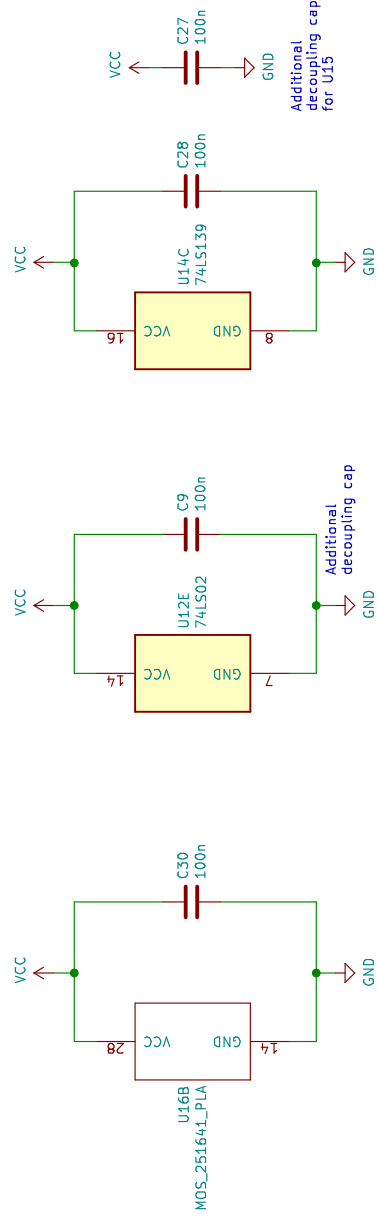 VCC
28
VCC
GND
14
U16B
MOS_251641_PLA
C30
100n
GND
VCC
14
VCC
GND
7
U12E
74LS02
C9
100n
Additional
decoupling cap
GND
VCC
16
VCC
GND
8
U14C
74LS139
C28
100n
GND
VCC
C27
100n
GND
Additional
decoupling cap
for U15